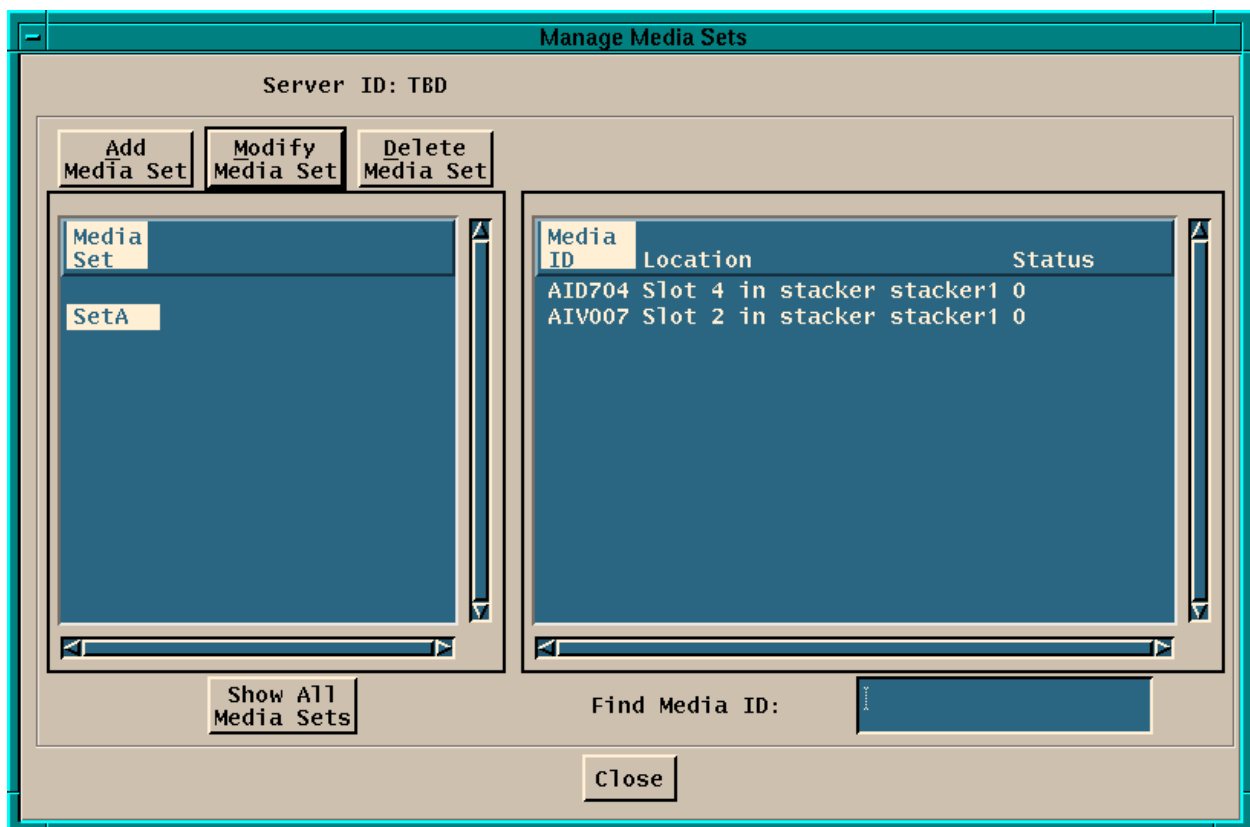 Manage Media Sets
Server ID: TBD
Add
Media Set
Modify
Media Set
Delete
Media Set
Media
Set
SetA
Media
ID Location Status
AID704 Slot 4 in stacker stacker1 0
AIV007 Slot 2 in stacker stacker1 0
Show All
Media Sets
Find Media ID:
Close